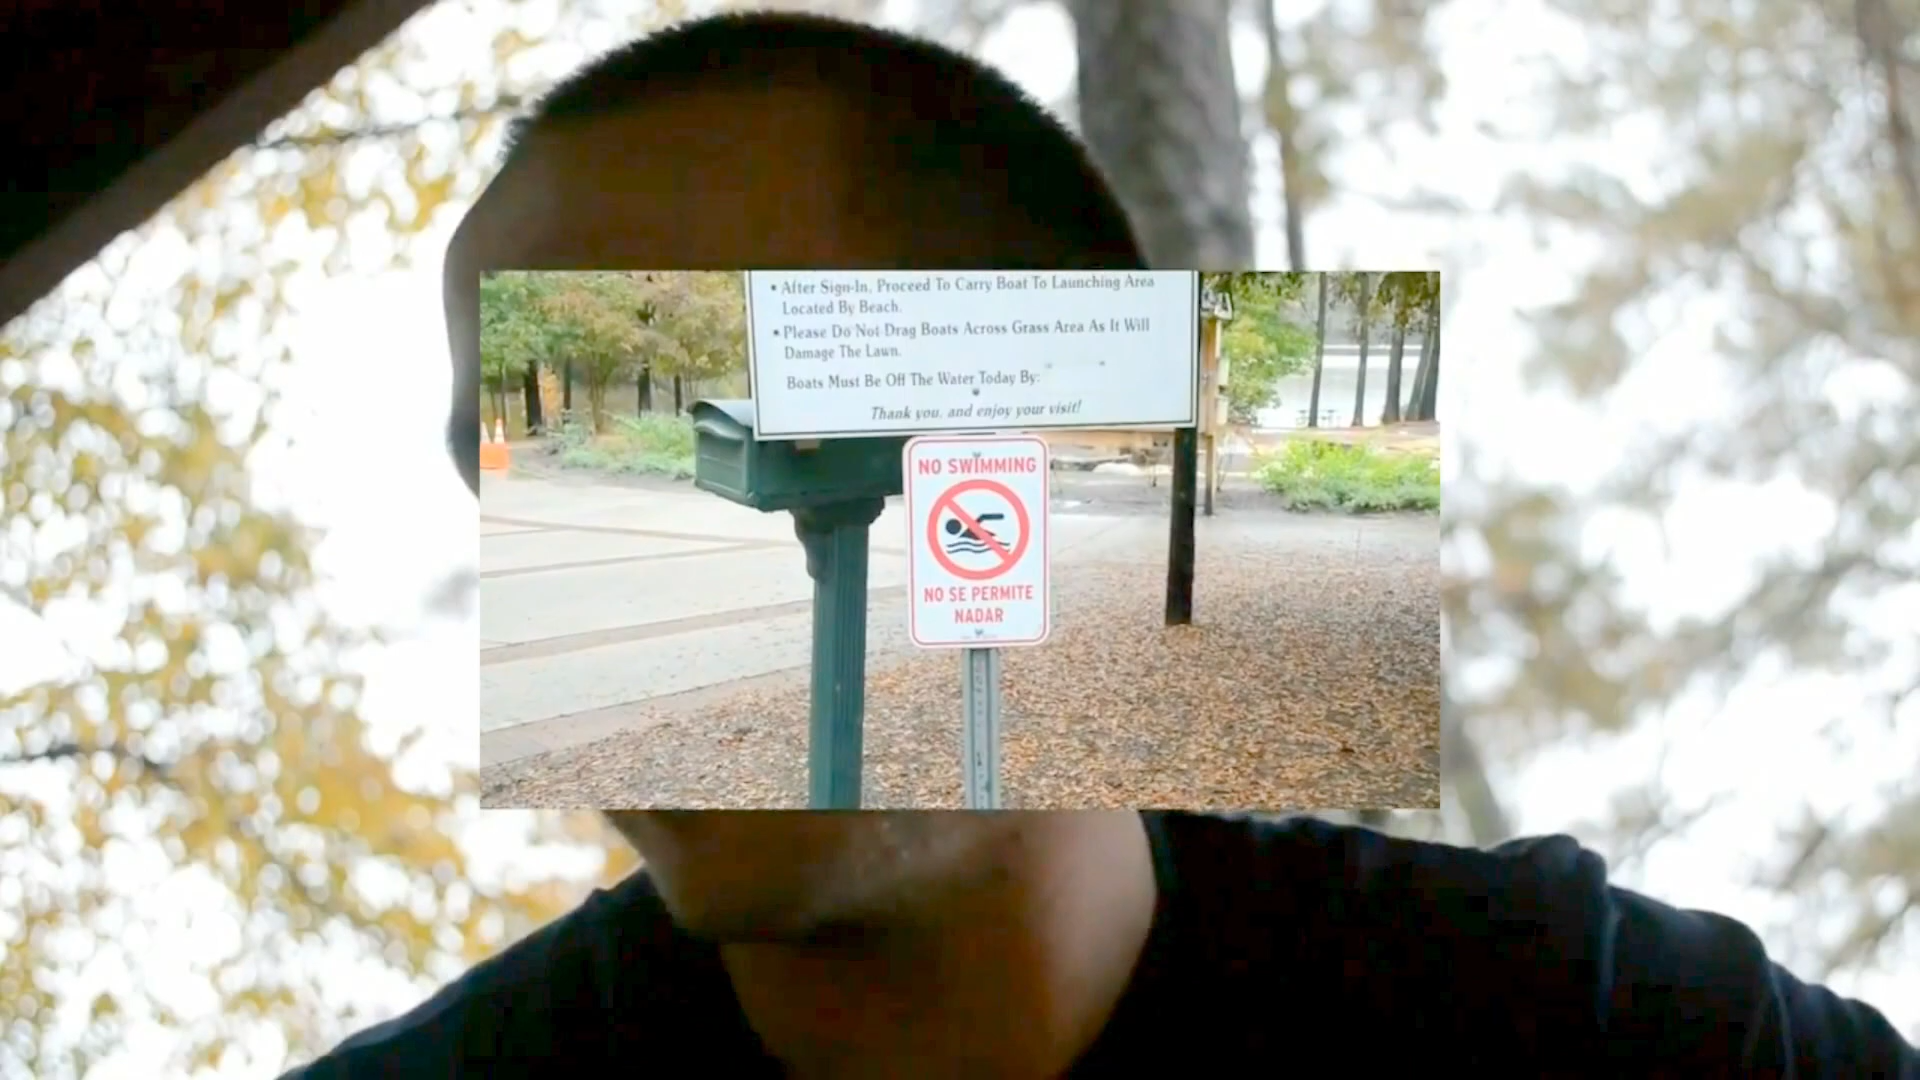 • After Sign-In, Proceed To Carry Boat To Launching Area
Located By Beach.
• Please Do Not Drag Boats Across Grass Area As It Will
Damage The Lawn.
Boats Must Be Off The Water Today By:
Thank you, and enjoy your visit!
NO SWIMMING
NO SE PERMITE
NADAR